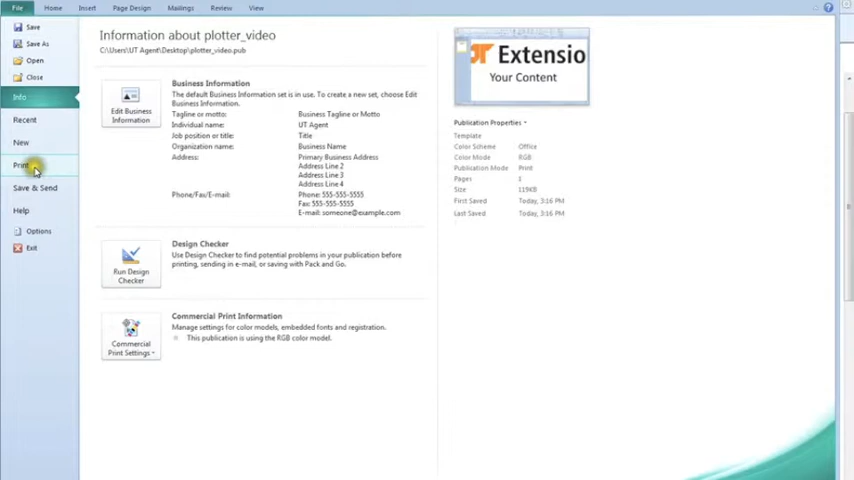 File Home Insert Page Design Mailings Review View
Save
Save As
Open
Close
Info
Recent
New
Print
Save & Send
Help
Options
Exit
Information about plotter_video
C:\Users\UT Agent\Desktop\plotter_video.pub
Edit Business
Information
Business Information
The default Business Information set is in use. To create a new set, choose Edit
Business Information.
Tagline or motto: Business Tagline or Motto
Individual name: UT Agent
Job position or title: Title
Organization name: Business Name
Address: Primary Business Address
Address Line 2
Address Line 3
Address Line 4
Phone/Fax/E-mail: Phone: 555-555-5555
Fax: 555-555-5555
E-mail: someone@example.com
Run Design
Checker
Design Checker
Use Design Checker to find potential problems in your publication before
printing, sending in e-mail, or saving with Pack and Go.
Commercial
Print Settings
Commercial Print Information
Manage settings for color models, embedded fonts and registration.
This publication is using the RGB color model.
Extensio
Your Content
Publication Properties
Template
Color Scheme Office
Color Mode RGB
Publication Mode Print
Pages 1
Size 119KB
First Saved Today, 3:16 PM
Last Saved Today, 3:16 PM